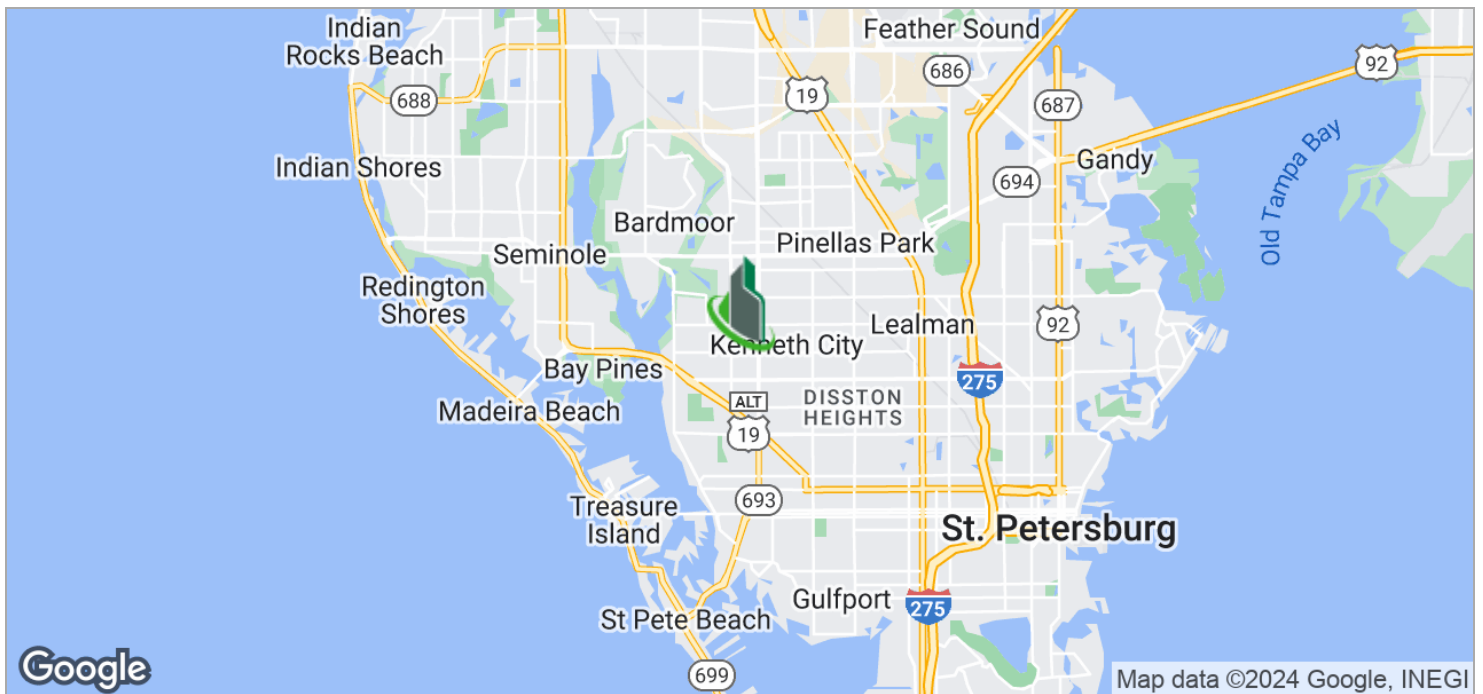 Indian
Rocks Beach
Feather Sound
92
686
688
19
687
Old Tampa Bay
Indian Shores
Gandy
694
Bardmoor
Pinellas Park
Seminole
Redington
Shores
Lealman
92
Kenneth City
Bay Pines
275
ALT
19
DISSTON
HEIGHTS
Madeira Beach
693
Treasure
Island
St. Petersburg
Gulfport
275
St Pete Beach
699
Google
Map data ©2024 Google, INEGI